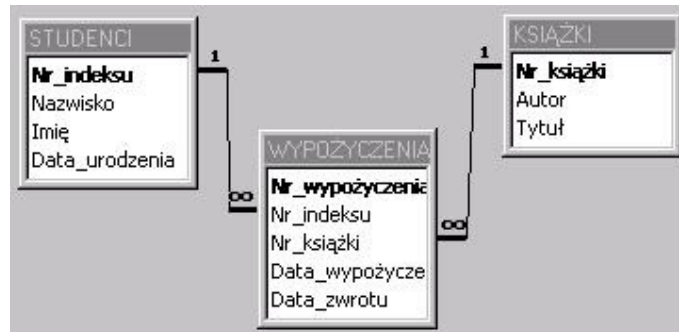 STUDENCI
Nr_indeksu
Nazwisko
Imię
Data_urodzenia
1
∞
WYPOŻYCZENIA
Nr_wypożyczenia
Nr_indeksu
Nr_książki
Data_wypożycze
Data_zwrotu
1
∞
KSIĄŻKI
Nr_książki
Autor
Tytuł